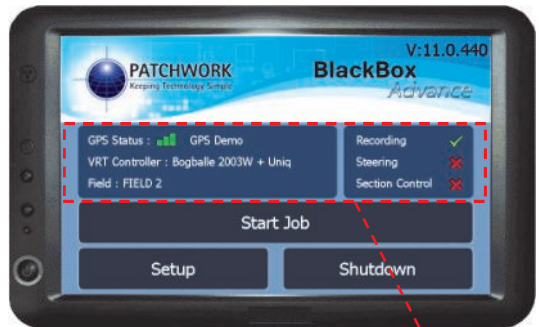 V:11.0.440
PATCHWORK
Keeping Technology Simple
BlackBox
Advance
GPS Status : GPS Demo
VRT Controller : Bogballe 2003W + Uniq
Field : FIELD 2
Recording
Steering
Section Control
Start Job
Setup
Shutdown